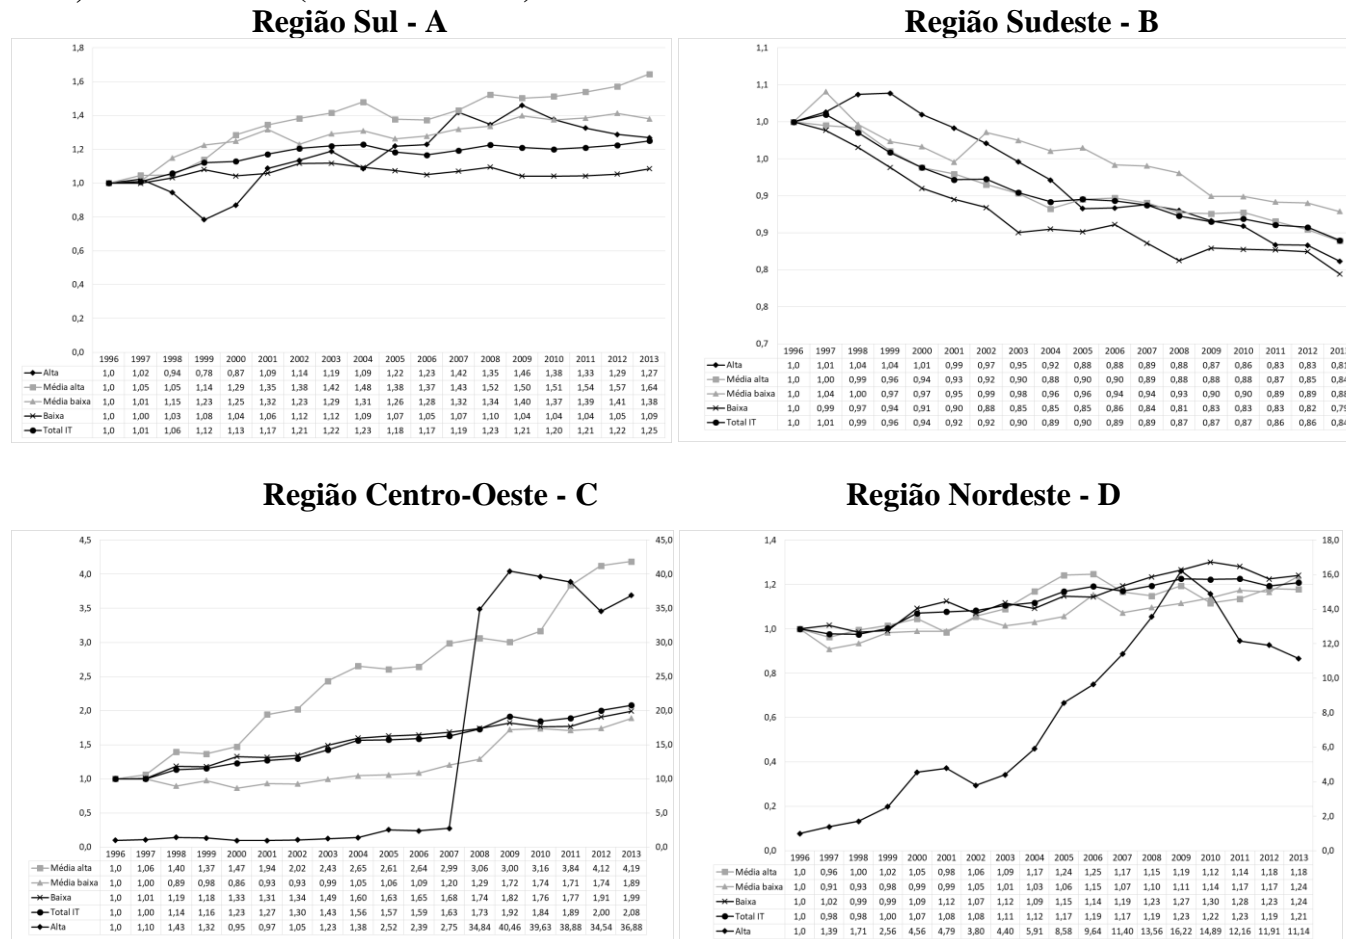 Região Sul - A
Região Sudeste - B
1,8
1,6
1,4
1,2
1,0
0,8
0,6
0,4
0,2
0,0
1996 1997 1998 1999 2000 2001 2002 2003 2004 2005 2006 2007 2008 2009 2010 2011 2012 2013
Alta 1,0 1,02 0,94 0,78 0,87 1,09 1,14 1,19 1,09 1,22 1,23 1,42 1,35 1,46 1,38 1,33 1,29 1,27
Média alta 1,0 1,05 1,05 1,14 1,29 1,35 1,38 1,42 1,48 1,38 1,37 1,43 1,52 1,50 1,51 1,54 1,57 1,64
Média baixa 1,0 1,01 1,15 1,23 1,25 1,32 1,23 1,29 1,31 1,26 1,28 1,32 1,34 1,40 1,37 1,39 1,41 1,38
Baixa 1,0 1,00 1,03 1,08 1,04 1,06 1,12 1,12 1,09 1,07 1,05 1,07 1,10 1,04 1,04 1,04 1,05 1,09
Total IT 1,0 1,01 1,06 1,12 1,13 1,17 1,21 1,22 1,23 1,18 1,17 1,19 1,23 1,21 1,20 1,21 1,22 1,25
1,1
1,1
1,0
1,0
0,9
0,9
0,8
0,8
0,7
1996 1997 1998 1999 2000 2001 2002 2003 2004 2005 2006 2007 2008 2009 2010 2011 2012
Alta 1,0 1,01 1,04 1,04 1,01 0,99 0,97 0,95 0,92 0,88 0,88 0,89 0,88 0,87 0,86 0,83 0,83 0,81
Média alta 1,0 1,00 0,99 0,96 0,94 0,93 0,92 0,90 0,88 0,90 0,90 0,89 0,88 0,88 0,88 0,87 0,85 0,84
Média baixa 1,0 1,04 1,00 0,97 0,97 0,95 0,99 0,98 0,96 0,96 0,94 0,94 0,93 0,90 0,90 0,89 0,89 0,88
Baixa 1,0 0,99 0,97 0,94 0,91 0,90 0,88 0,85 0,85 0,85 0,86 0,84 0,81 0,83 0,83 0,83 0,82 0,79
Total IT 1,0 1,01 0,99 0,96 0,94 0,92 0,92 0,90 0,89 0,90 0,89 0,89 0,87 0,87 0,87 0,86 0,86 0,84
Região Centro-Oeste - C
Região Nordeste - D
4,5
4,0
3,5
3,0
2,5
2,0
1,5
1,0
0,5
0,0
45,0
40,0
35,0
30,0
25,0
20,0
15,0
10,0
5,0
0,0
1996 1997 1998 1999 2000 2001 2002 2003 2004 2005 2006 2007 2008 2009 2010 2011 2012 2013
Média alta 1,0 1,06 1,40 1,37 1,47 1,94 2,02 2,43 2,65 2,61 2,64 2,99 3,06 3,00 3,16 3,84 4,12 4,19
Média baixa 1,0 1,00 0,89 0,98 0,86 0,93 0,93 0,99 1,05 1,06 1,09 1,20 1,29 1,72 1,74 1,71 1,74 1,89
Baixa 1,0 1,01 1,19 1,18 1,33 1,31 1,34 1,49 1,60 1,63 1,65 1,68 1,74 1,82 1,76 1,77 1,91 1,99
Total IT 1,0 1,00 1,14 1,16 1,23 1,27 1,30 1,43 1,56 1,57 1,59 1,63 1,73 1,92 1,84 1,89 2,00 2,08
Alta 1,0 1,10 1,43 1,32 0,95 0,97 1,05 1,23 1,38 2,52 2,39 2,75 34,84 40,46 39,63 38,88 34,54 36,88
1,4
1,2
1,0
0,8
0,6
0,4
0,2
0,0
18,0
16,0
14,0
12,0
10,0
8,0
6,0
4,0
2,0
0,0
1996 1997 1998 1999 2000 2001 2002 2003 2004 2005 2006 2007 2008 2009 2010 2011 2012 2013
Média alta 1,0 0,96 1,00 1,02 1,05 0,98 1,06 1,09 1,17 1,24 1,25 1,17 1,15 1,19 1,12 1,14 1,18 1,18
Média baixa 1,0 0,91 0,93 0,98 0,99 0,99 1,05 1,01 1,03 1,06 1,15 1,07 1,10 1,11 1,14 1,17 1,17 1,24
Baixa 1,0 1,02 0,99 0,99 1,09 1,12 1,07 1,12 1,09 1,15 1,14 1,19 1,23 1,27 1,30 1,28 1,23 1,24
Total IT 1,0 0,98 0,98 1,00 1,07 1,08 1,08 1,11 1,12 1,17 1,19 1,17 1,19 1,23 1,22 1,23 1,19 1,21
Alta 1,0 1,39 1,71 2,56 4,56 4,79 3,80 4,40 5,91 8,58 9,64 11,40 13,56 16,22 14,89 12,16 11,91 11,14